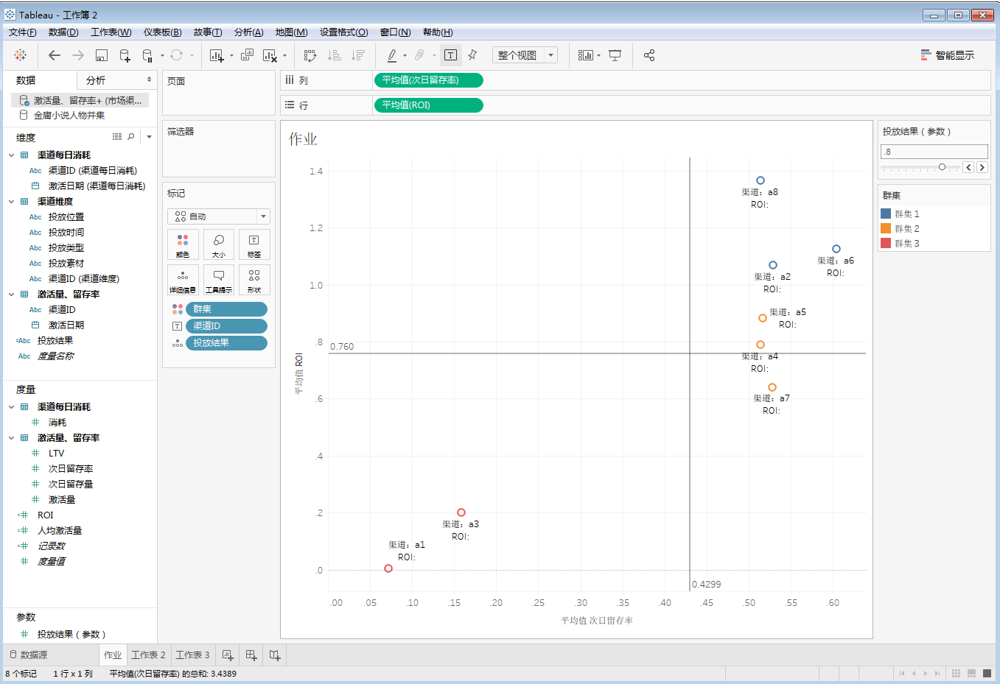 Tableau - 工作簿 2
文件(F) 数据(D) 工作表(W) 仪表板(B) 故事(T) 分析(A) 地图(M) 设置格式(O) 窗口(N) 帮助(H)
整个视图
智能显示
数据 分析
激活量、留存率+ (市场渠...
金庸小说人物并集
维度
渠道每日消耗
Abc 渠道ID (渠道每日消耗)
激活日期 (渠道每日消耗)
渠道维度
Abc 投放位置
Abc 投放时间
Abc 投放类型
Abc 投放素材
Abc 渠道ID (渠道维度)
激活量、留存率
Abc 渠道ID
激活日期
=Abc 投放结果
Abc 度量名称
度量
渠道每日消耗
# 消耗
激活量、留存率
# LTV
# 次日留存率
# 次日留存量
# 激活量
=# ROI
=# 人均激活量
=# 记录数
# 度量值
参数
# 投放结果（参数）
页面
筛选器
标记
自动
颜色 大小 标签
详细信息 工具提示 形状
群集
渠道ID
投放结果
列 平均值(次日留存率)
行 平均值(ROI)
作业
1.4
1.2
1.0
.8
.6
.4
.2
.0
平均值 ROI
0.760
0.4299
渠道：a8
ROI:
渠道：a6
ROI:
渠道：a2
ROI:
渠道：a5
ROI:
渠道：a4
ROI:
渠道：a7
ROI:
渠道：a3
ROI:
渠道：a1
ROI:
.00 .05 .10 .15 .20 .25 .30 .35 .40 .45 .50 .55 .60
平均值 次日留存率
投放结果（参数）
.8
群集
群集 1
群集 2
群集 3
数据源 作业 工作表 2 工作表 3
8 个标记 1 行 x 1 列 平均值(次日留存率) 的总和: 3.4389